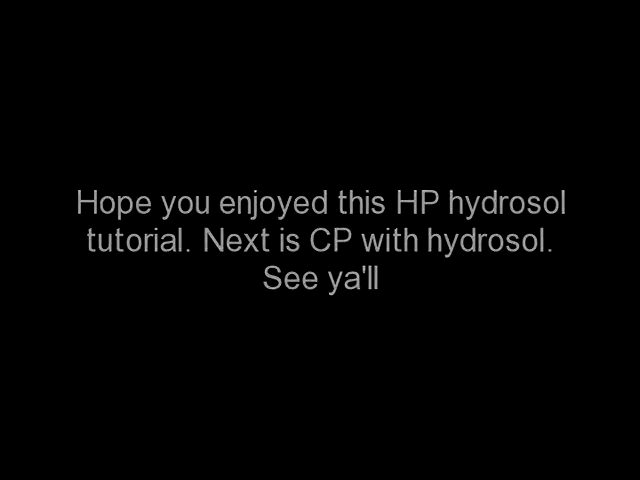 Hope you enjoyed this HP hydrosol
tutorial. Next is CP with hydrosol.
See ya'll